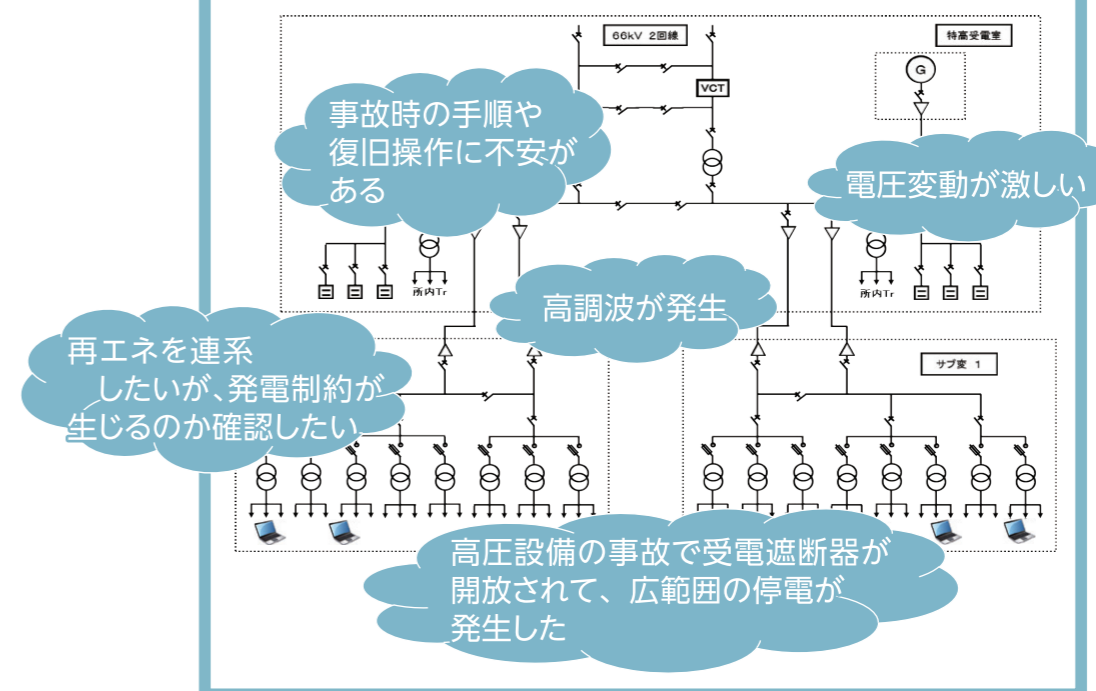 66kV 2回線
特高受電室
G
VCT
事故時の手順や
復旧操作に不安が
ある
電圧変動が激しい
所内Tr
所内Tr
高調波が発生
再エネを連系
したいが、発電制約が
生じるのか確認したい
サブ変 1
高圧設備の事故で受電遮断器が
開放されて、広範囲の停電が
発生した